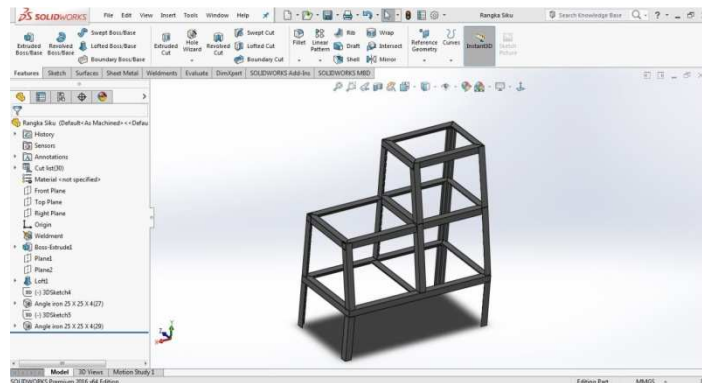 SOLIDWORKS File Edit View Insert Tools Window Help Rangka Siku Search Knowledge Base
Extruded Boss/Base
Revolved Boss/Base
Swept Boss/Base
Lofted Boss/Base
Boundary Boss/Base
Extruded Cut
Hole Wizard
Revolved Cut
Swept Cut
Lofted Cut
Boundary Cut
Fillet
Linear Pattern
Rib
Draft
Shell
Wrap
Intersect
Mirror
Reference Geometry
Curves
Instant3D
Features Sketch Surfaces Sheet Metal Weldments Evaluate DimXpert SOLIDWORKS Add-Ins SOLIDWORKS MBD
Rangka Siku (Default<As Machined><<Defau
History
Sensors
Annotations
Cut list(30)
Material <not specified>
Front Plane
Top Plane
Right Plane
Origin
Weldment
Boss-Extrude1
Plane1
Plane2
Loft1
(-) 3DSketch4
Angle iron 25 X 25 X 4(27)
(-) 3DSketch5
Angle iron 25 X 25 X 4(29)
Model 3D Views Motion Study 1
SOLIDWORKS Premium 2016 x64 Edition Editing Part MMGS